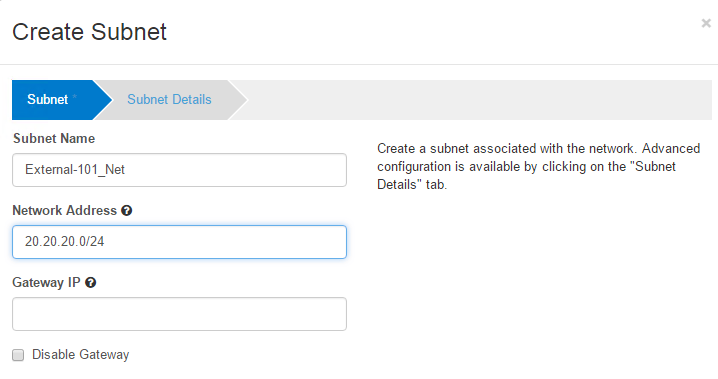 Create Subnet
×
Subnet *
Subnet Details
Subnet Name
External-101_Net
Create a subnet associated with the network. Advanced
configuration is available by clicking on the "Subnet
Details" tab.
Network Address ?
20.20.20.0/24
Gateway IP ?
Disable Gateway